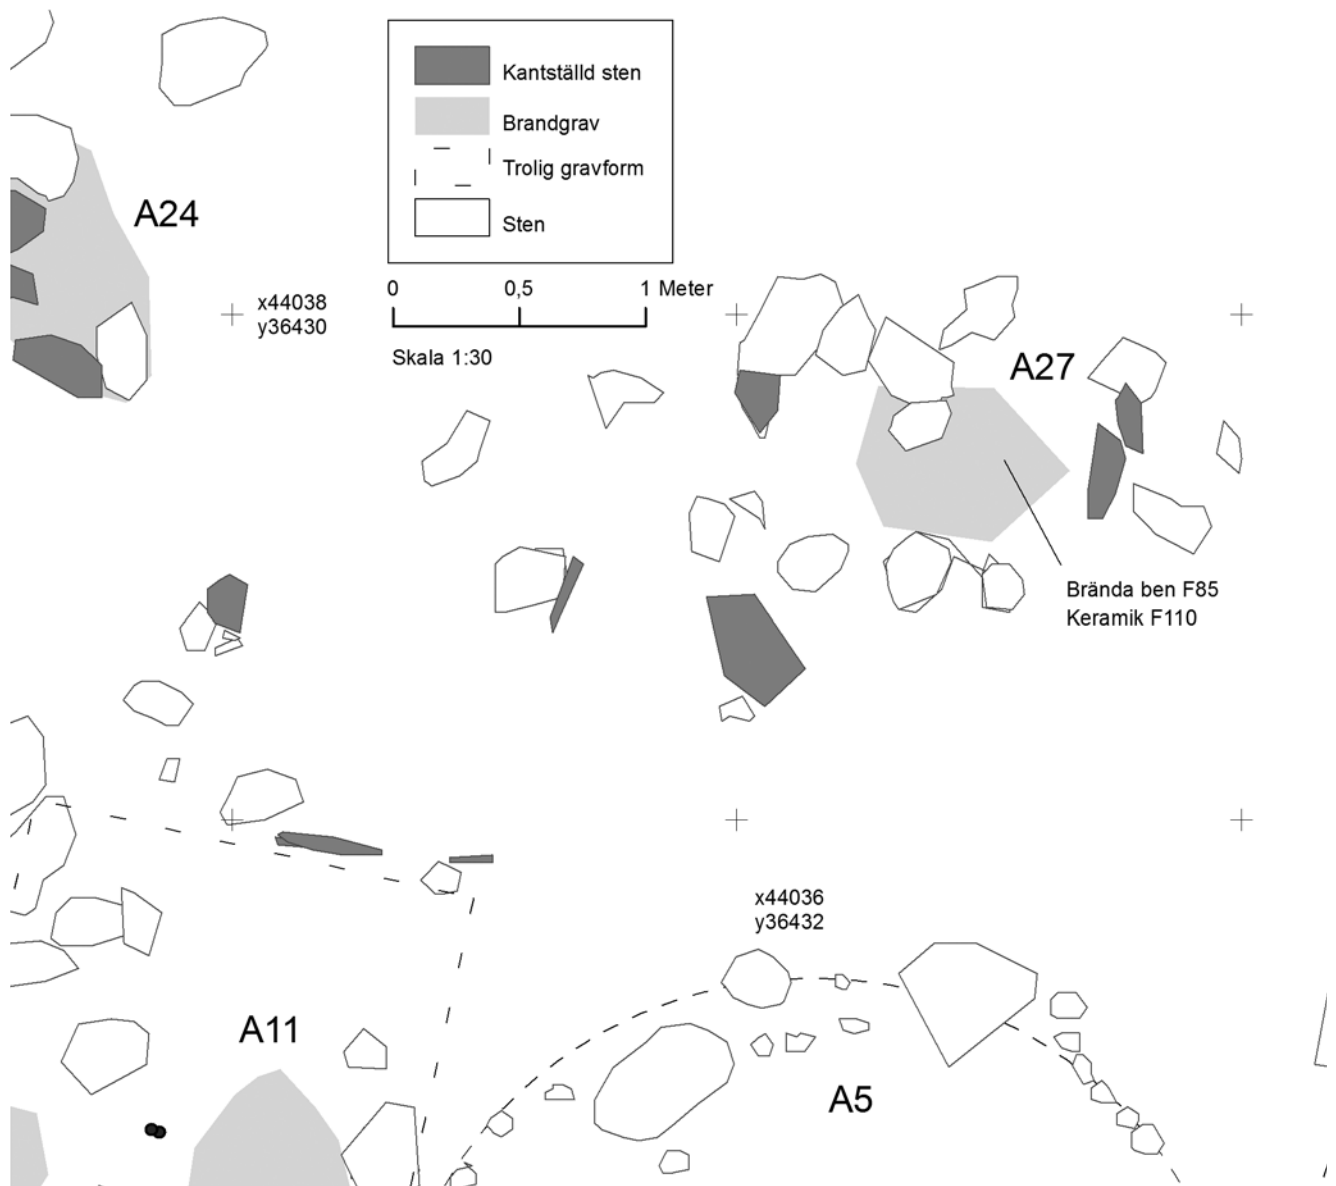 Kantställd sten
Brandgrav
Trolig gravform
Sten
A24
x44038
y36430
0 0,5 1 Meter
Skala 1:30
A27
Brända ben F85
Keramik F110
x44036
y36432
A11
A5